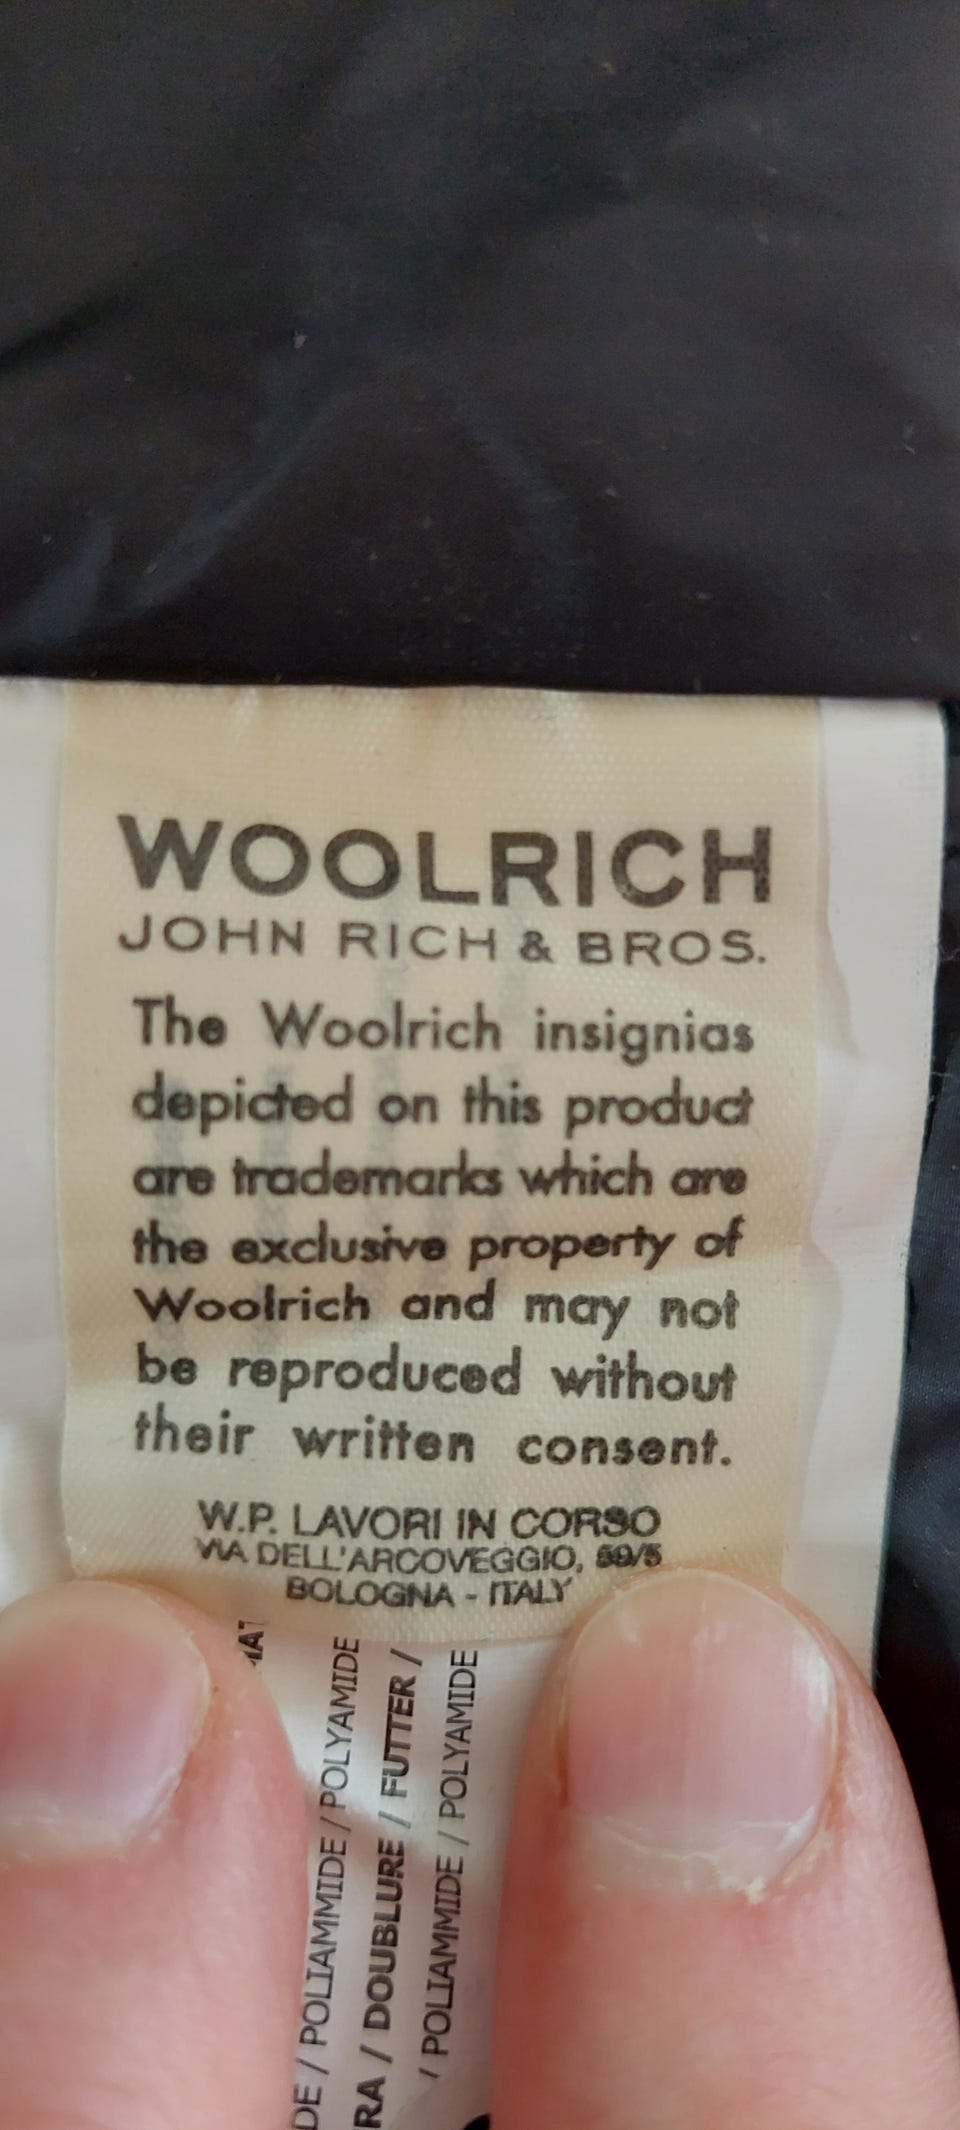 WOOLRICH
JOHN RICH & BROS.
The Woolrich insignias
depicted on this product
are trademarks which are
the exclusive property of
Woolrich and may not
be reproduced without
their written consent.
W.P. LAVORI IN CORSO
VIA DELL'ARCOVEGGIO, 59/5
BOLOGNA - ITALY
MAT
DE / POLIAMMIDE / POLYAMIDE
RA / DOUBLURE / FUTTER /
/ POLIAMMIDE / POLYAMIDE